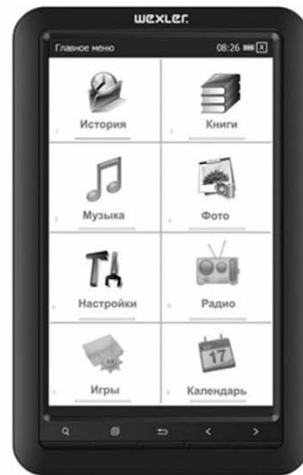 WEXLER.
Главное меню 08:26 X
История Книги
Музыка Фото
Настройки Радио
17
Игры Календарь